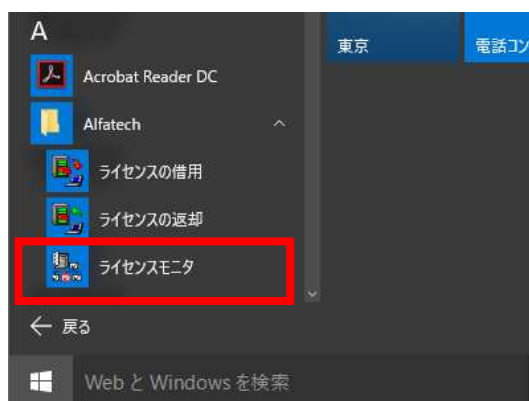 A
Acrobat Reader DC
Alfatech
ライセンスの借用
ライセンスの返却
ライセンスモニタ
戻る
Web と Windows を検索
東京
電話コン